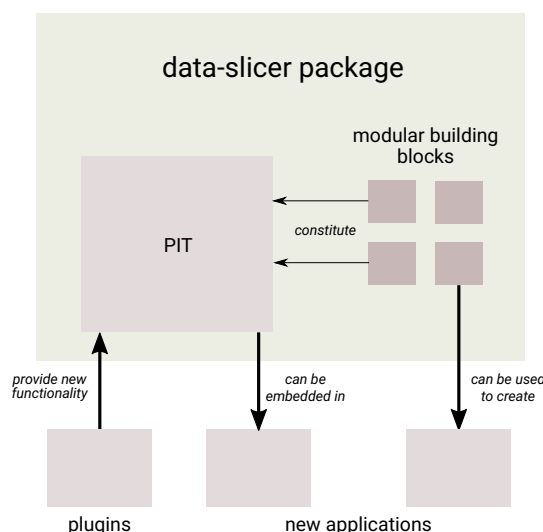 data-slicer package
modular building
blocks
PIT
constitute
provide new
functionality
can be
embedded in
can be used
to create
plugins
new applications